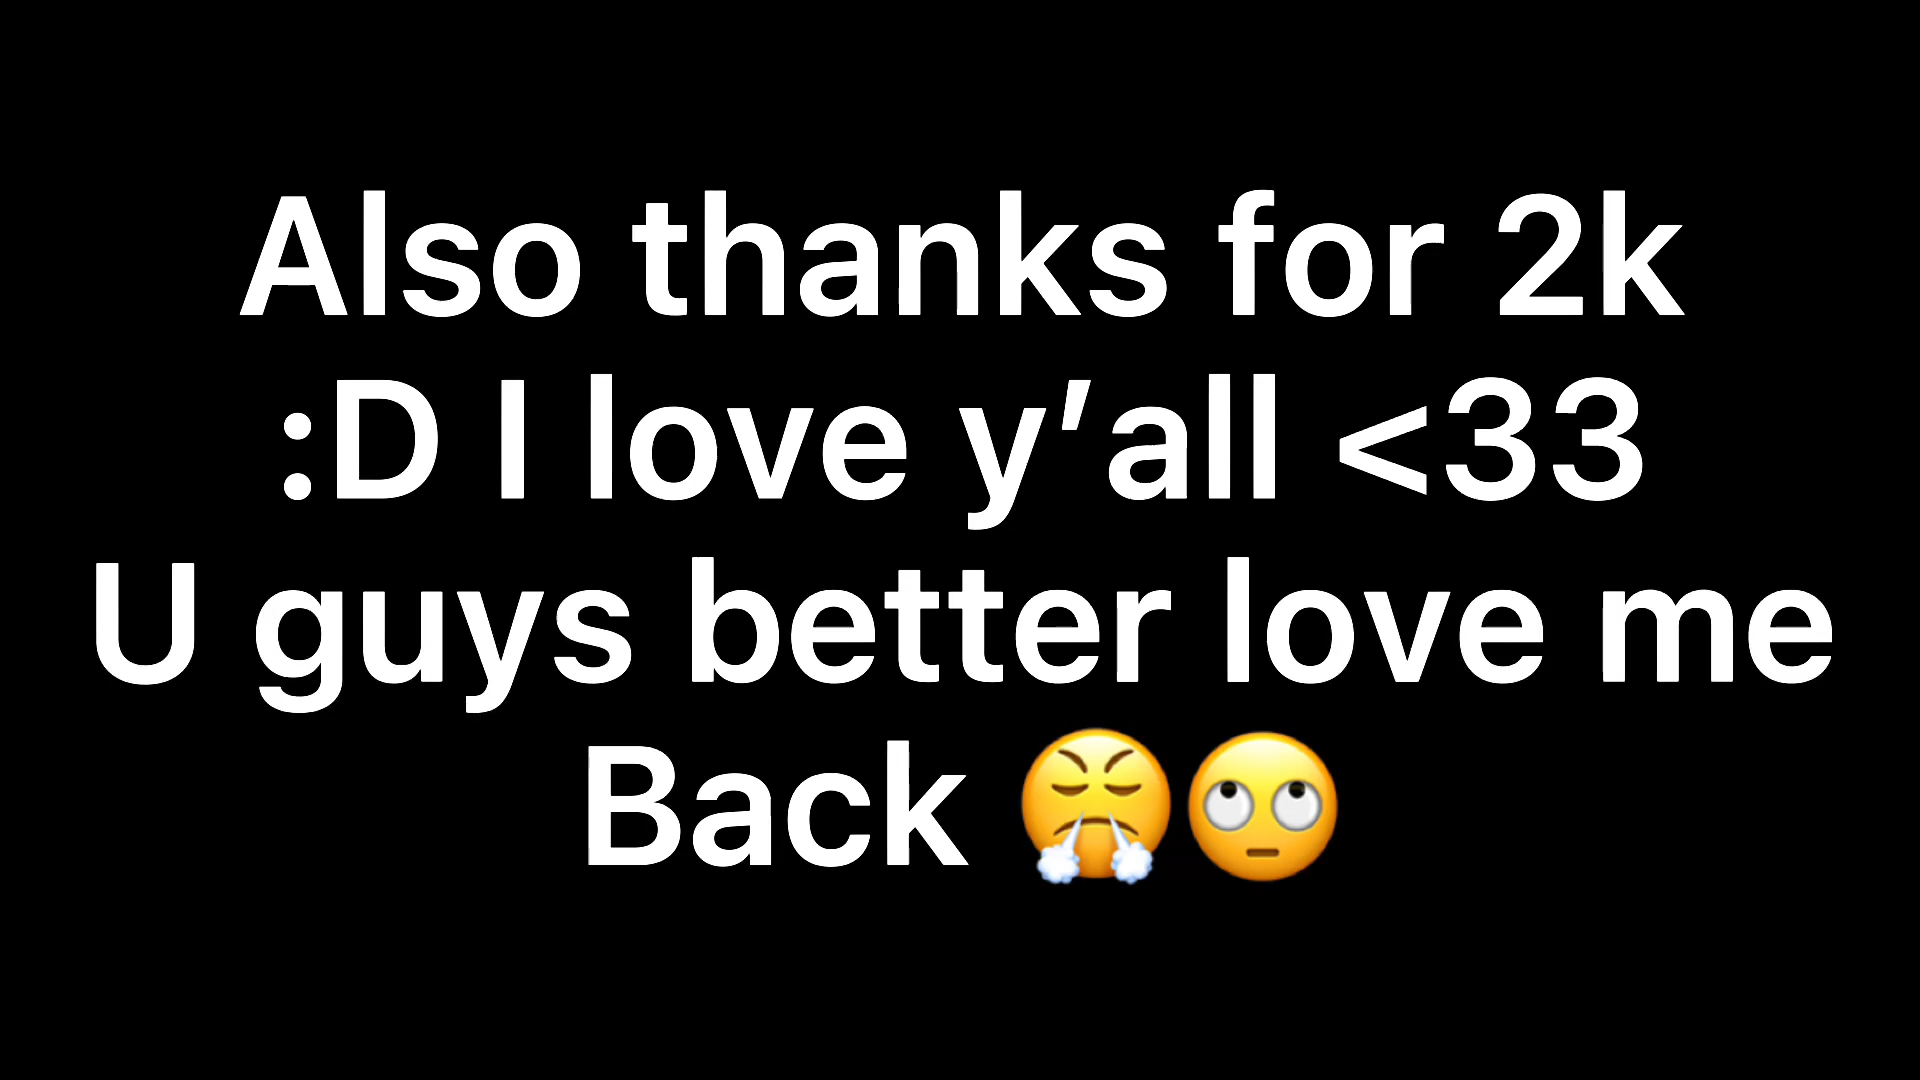 Also thanks for 2k
:D I love y’all <33
U guys better love me
Back 😤🙄